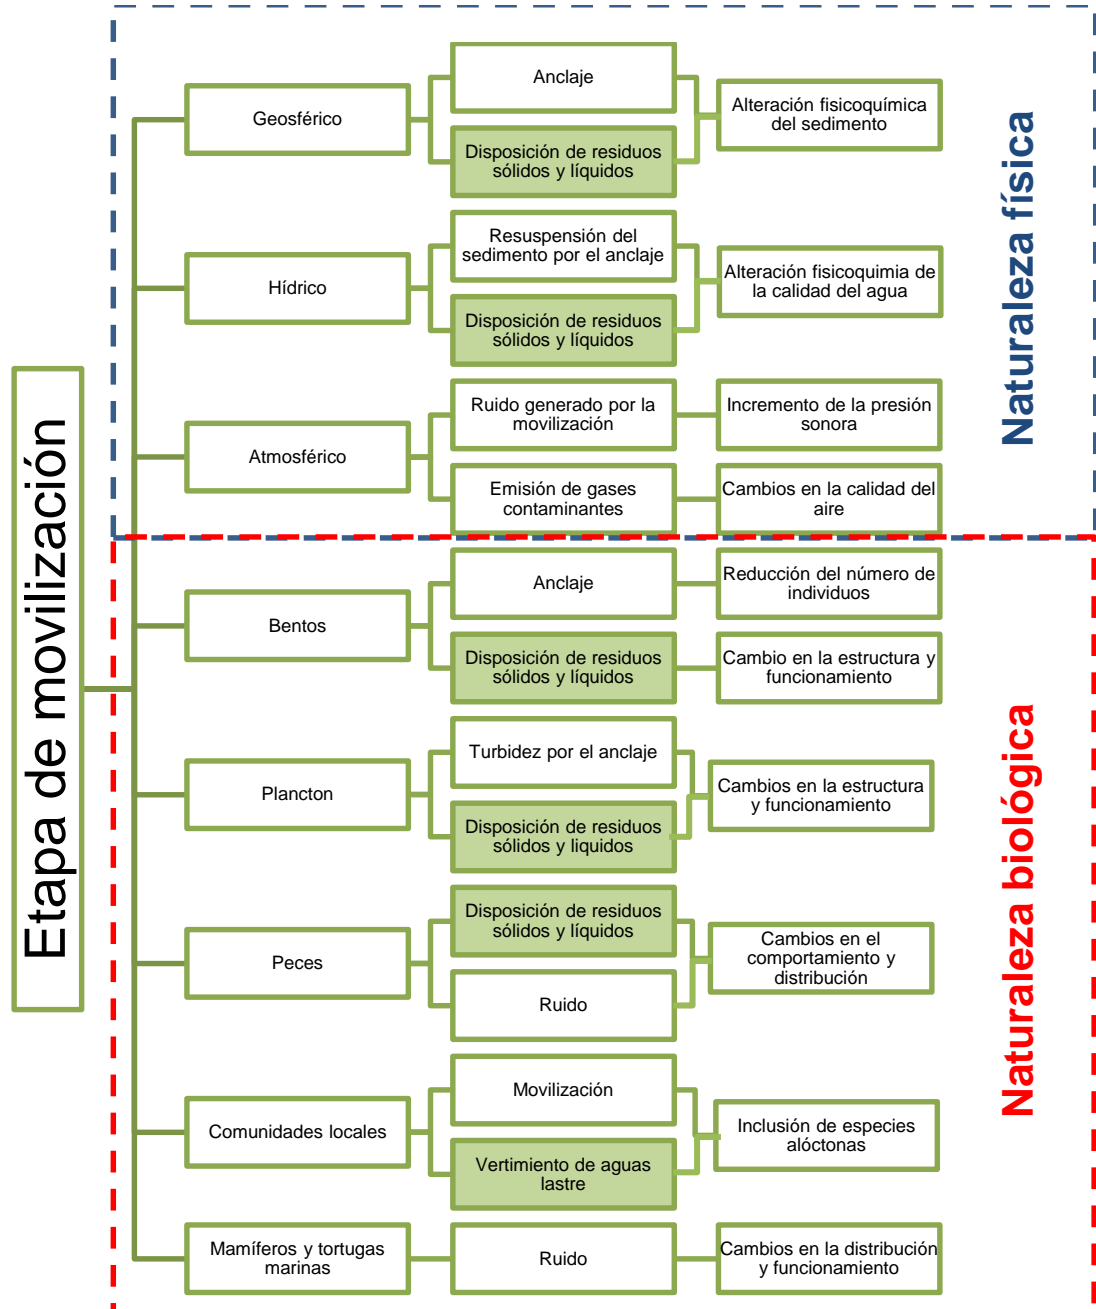 Etapa de movilización
Naturaleza física
Geosférico
Anclaje
Disposición de residuos
sólidos y líquidos
Alteración fisicoquímica
del sedimento
Hídrico
Resuspensión del
sedimento por el anclaje
Disposición de residuos
sólidos y líquidos
Alteración fisicoquimia de
la calidad del agua
Atmosférico
Ruido generado por la
movilización
Incremento de la presión
sonora
Emisión de gases
contaminantes
Cambios en la calidad del
aire
Naturaleza biológica
Bentos
Anclaje
Reducción del número de
individuos
Disposición de residuos
sólidos y líquidos
Cambio en la estructura y
funcionamiento
Plancton
Turbidez por el anclaje
Disposición de residuos
sólidos y liquidos
Cambios en la estructura
y funcionamiento
Peces
Disposición de residuos
sólidos y líquidos
Ruido
Cambios en el
comportamiento y
distribución
Comunidades locales
Movilización
Vertimiento de aguas
lastre
Inclusión de especies
alóctonas
Mamíferos y tortugas
marinas
Ruido
Cambios en la distribución
y funcionamiento